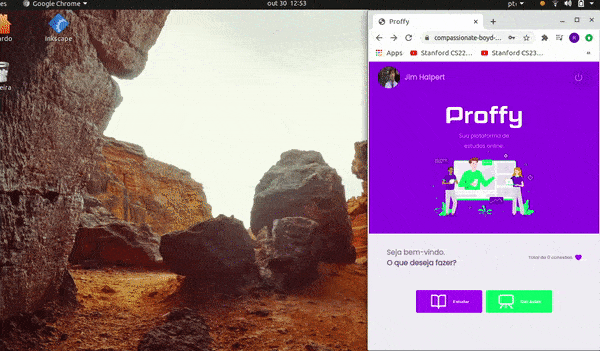 es
Google Chrome
out 30 12:53
pt₁
ardo
Inkscape
eira
Proffy
compassionate-boyd-...
R
Apps
Stanford CS22...
Stanford CS23...
»
Jim Halpert
Proffy
Sua plataforma de
estudos online.
Seja bem-vindo.
O que deseja fazer?
Total de 0 conexões
Estudar
Dar aulas